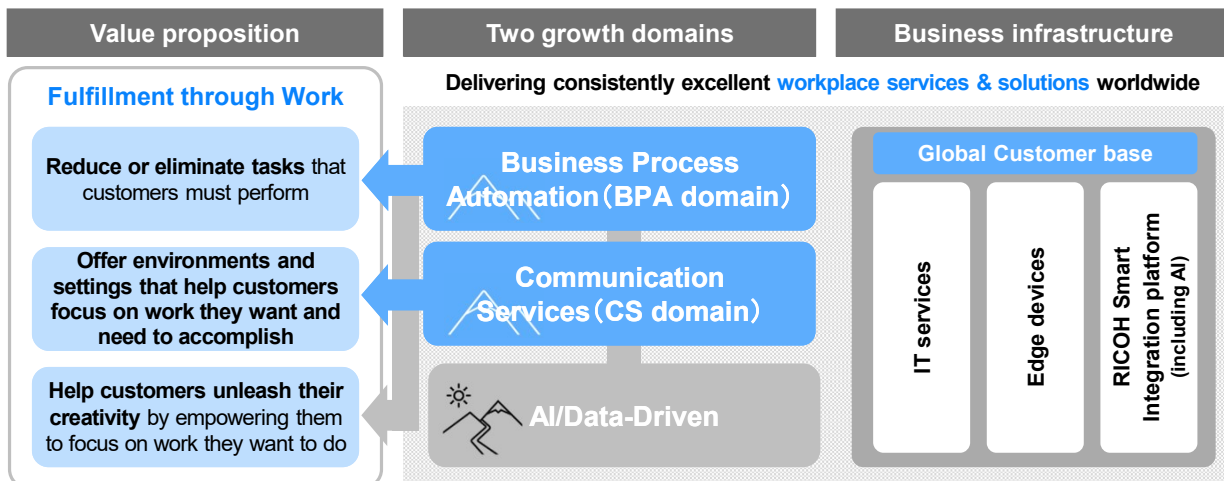 Value proposition
Two growth domains
Business infrastructure
Delivering consistently excellent workplace services & solutions worldwide
Fulfillment through Work
Reduce or eliminate tasks that
customers must perform
Offer environments and
settings that help customers
focus on work they want and
need to accomplish
Help customers unleash their
creativity by empowering them
to focus on work they want to do
Business Process
Automation（BPA domain）
Communication
Services（CS domain）
AI/Data-Driven
Global Customer base
IT services
Edge devices
RICOH Smart
Integration platform
(including AI)